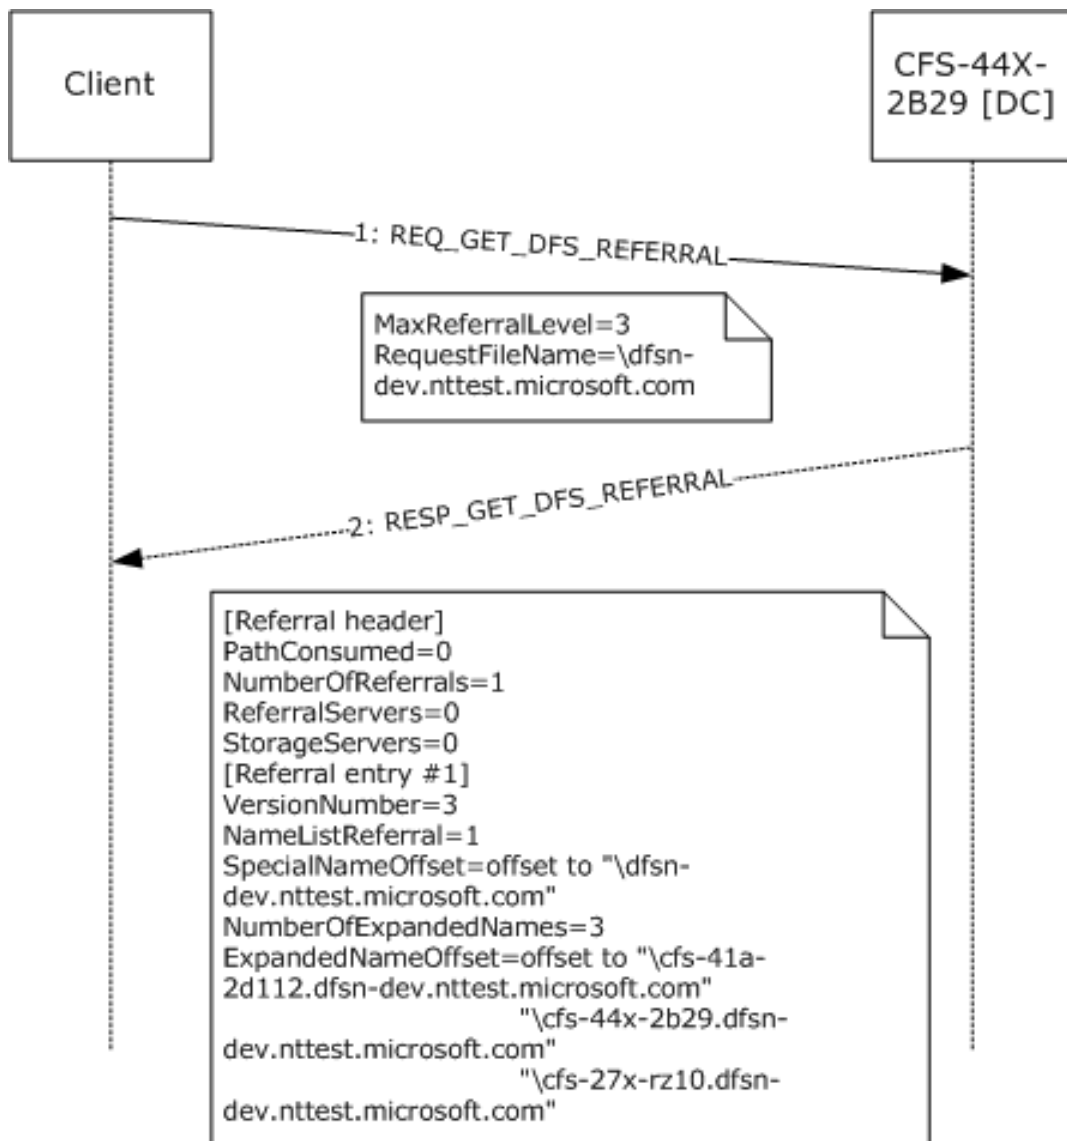 Client
CFS-44X-
2B29 [DC]
1: REQ_GET_DFS_REFERRAL
MaxReferralLevel=3
RequestFileName=\dfsn-
dev.nttest.microsoft.com
2: RESP_GET_DFS_REFERRAL
[Referral header]
PathConsumed=0
NumberOfReferrals=1
ReferralServers=0
StorageServers=0
[Referral entry #1]
VersionNumber=3
NameListReferral=1
SpecialNameOffset=offset to "\dfsn-
dev.nttest.microsoft.com"
NumberOfExpandedNames=3
ExpandedNameOffset=offset to "\cfs-41a-
2d112.dfsn-dev.nttest.microsoft.com"
"\cfs-44x-2b29.dfsn-
dev.nttest.microsoft.com"
"\cfs-27x-rz10.dfsn-
dev.nttest.microsoft.com"